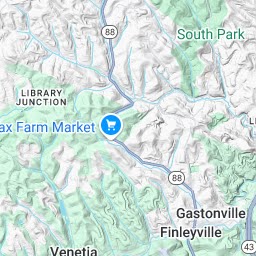 88
South Park
LIBRARY
JUNCTION
ax Farm Market
88
Gastonville
Finleyville
Venetia
43